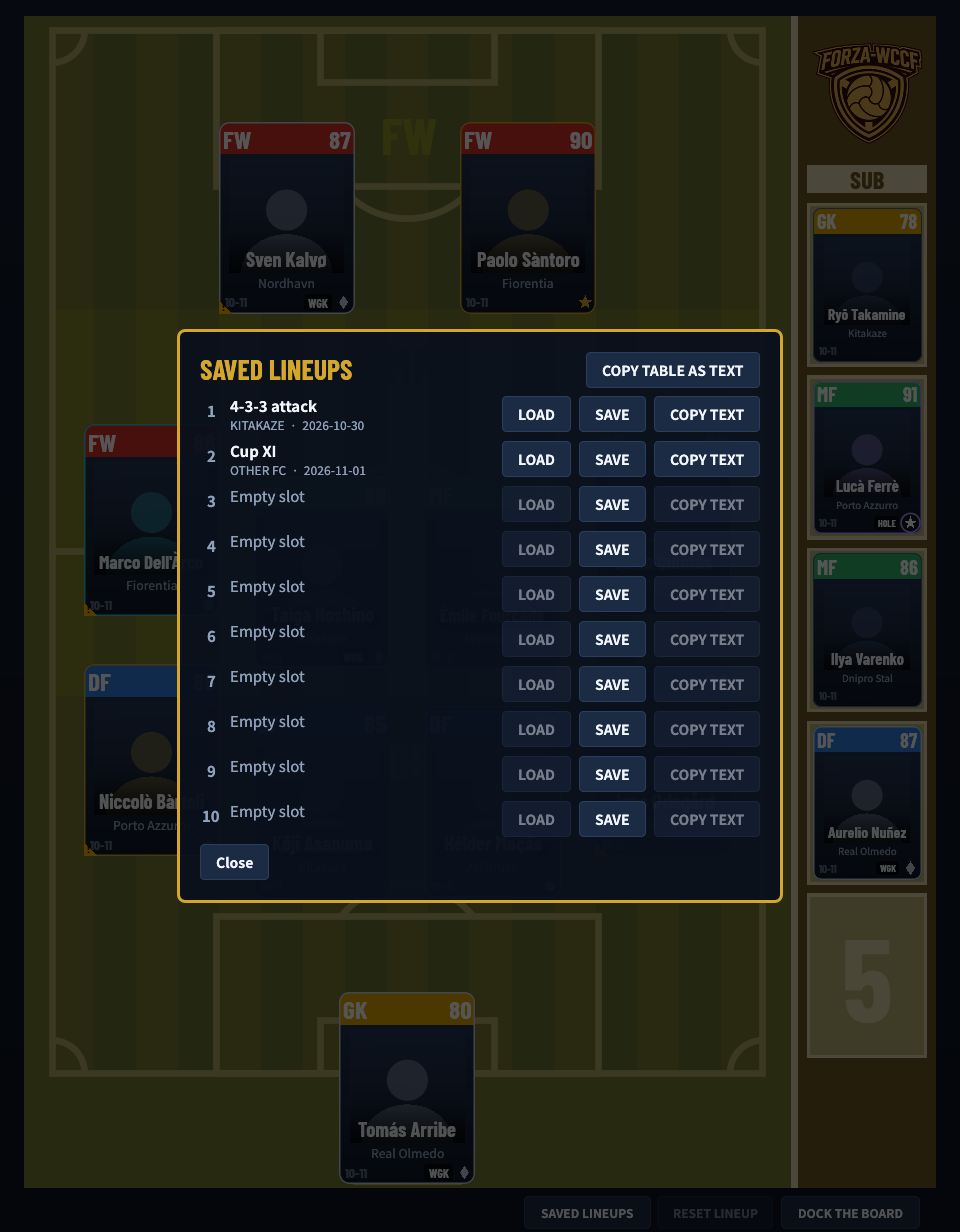 FORZA-WCCF
FW
FW 87
FW 90
SUB
GK 78
Sven Kalvø
Nordhavn
10-11 WGK
Paolo Sàntoro
Fiorentia
10-11
Ryō Takamine
Kitakaze
10-11
SAVED LINEUPS
COPY TABLE AS TEXT
1 4-3-3 attack LOAD SAVE COPY TEXT
KITAKAZE · 2026-10-30
2 Cup XI LOAD SAVE COPY TEXT
OTHER FC · 2026-11-01
3 Empty slot LOAD SAVE COPY TEXT
4 Empty slot LOAD SAVE COPY TEXT
5 Empty slot LOAD SAVE COPY TEXT
6 Empty slot LOAD SAVE COPY TEXT
7 Empty slot LOAD SAVE COPY TEXT
8 Empty slot LOAD SAVE COPY TEXT
9 Empty slot LOAD SAVE COPY TEXT
10 Empty slot LOAD SAVE COPY TEXT
Close
MF 91
Lucà Ferrè
Porto Azzurro
10-11 HOLE
FW
Marco Dell'
Fiorentia
10-11
MF 86
Ilya Varenko
Dnipro Stal
10-11
DF
Niccolò
Porto
10-11
DF 87
Aurelio Nuñez
Real Olmedo
10-11 WGK
5
GK 80
Tomás Arribe
Real Olmedo
10-11 WGK
SAVED LINEUPS
RESET LINEUP
DOCK THE BOARD